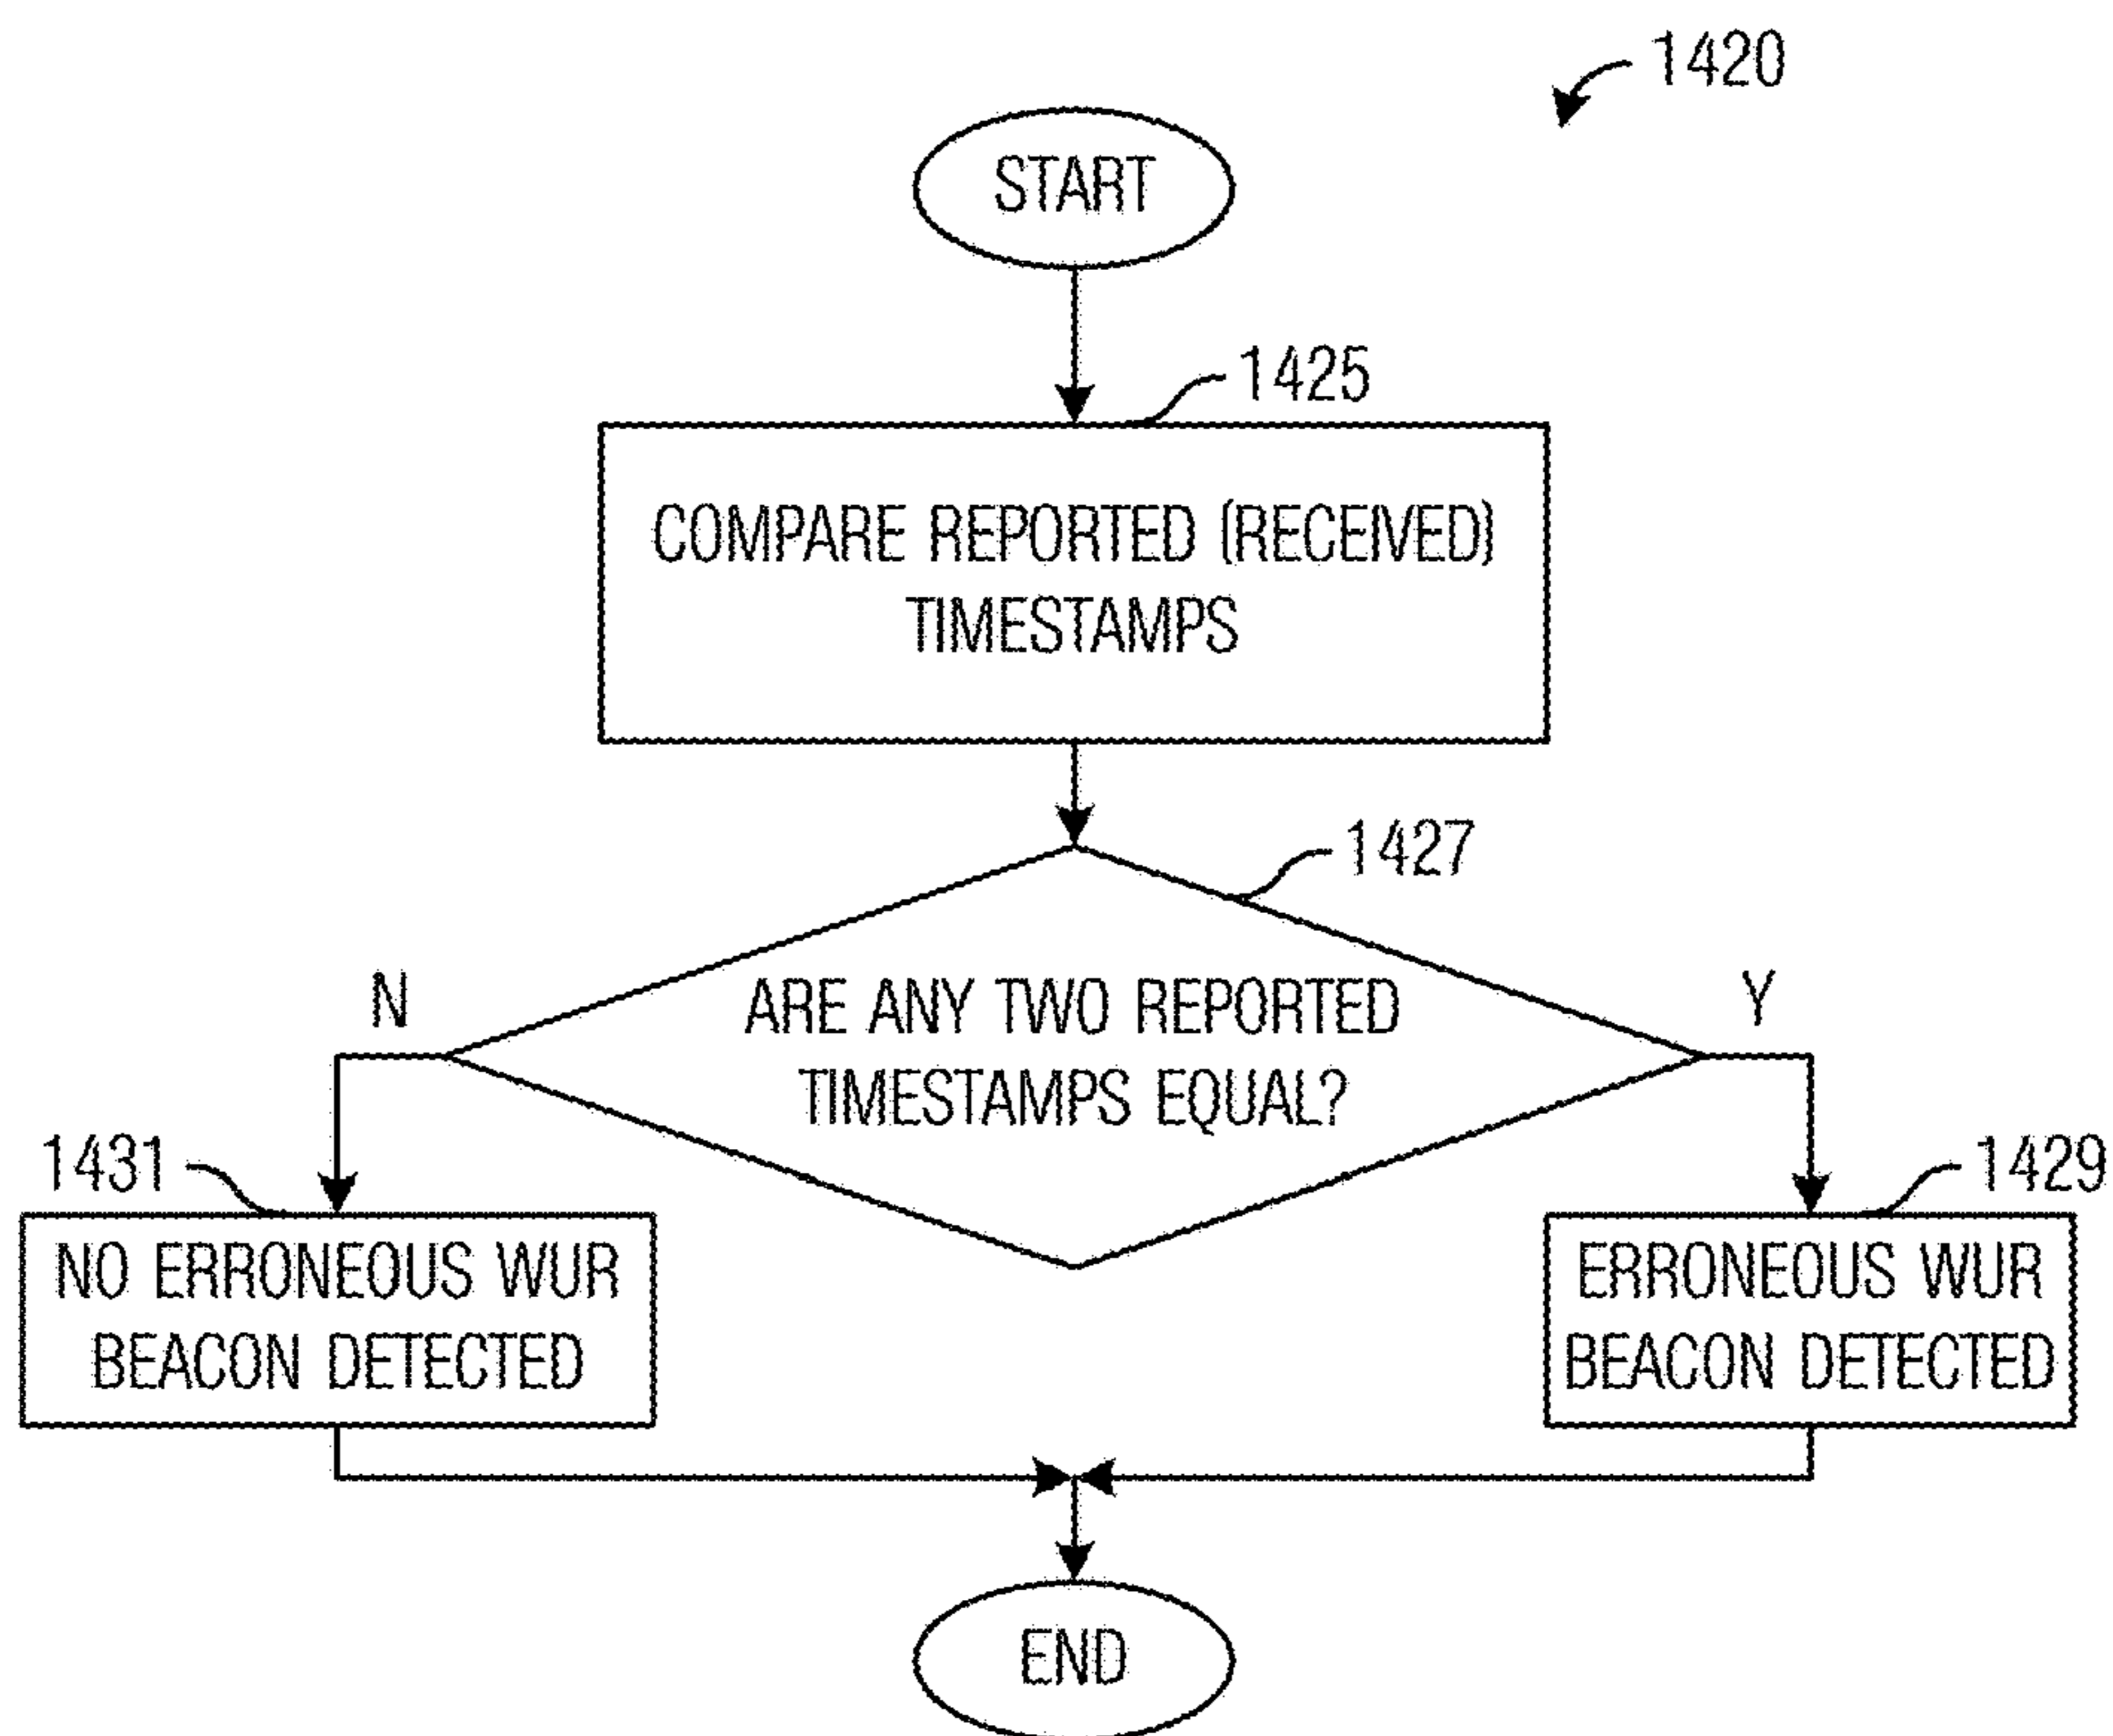 1420
START
1425
COMPARE REPORTED (RECEIVED)
TIMESTAMPS
1427
N
ARE ANY TWO REPORTED
TIMESTAMPS EQUAL?
Y
1431
NO ERRONEOUS WUR
BEACON DETECTED
1429
ERRONEOUS WUR
BEACON DETECTED
END